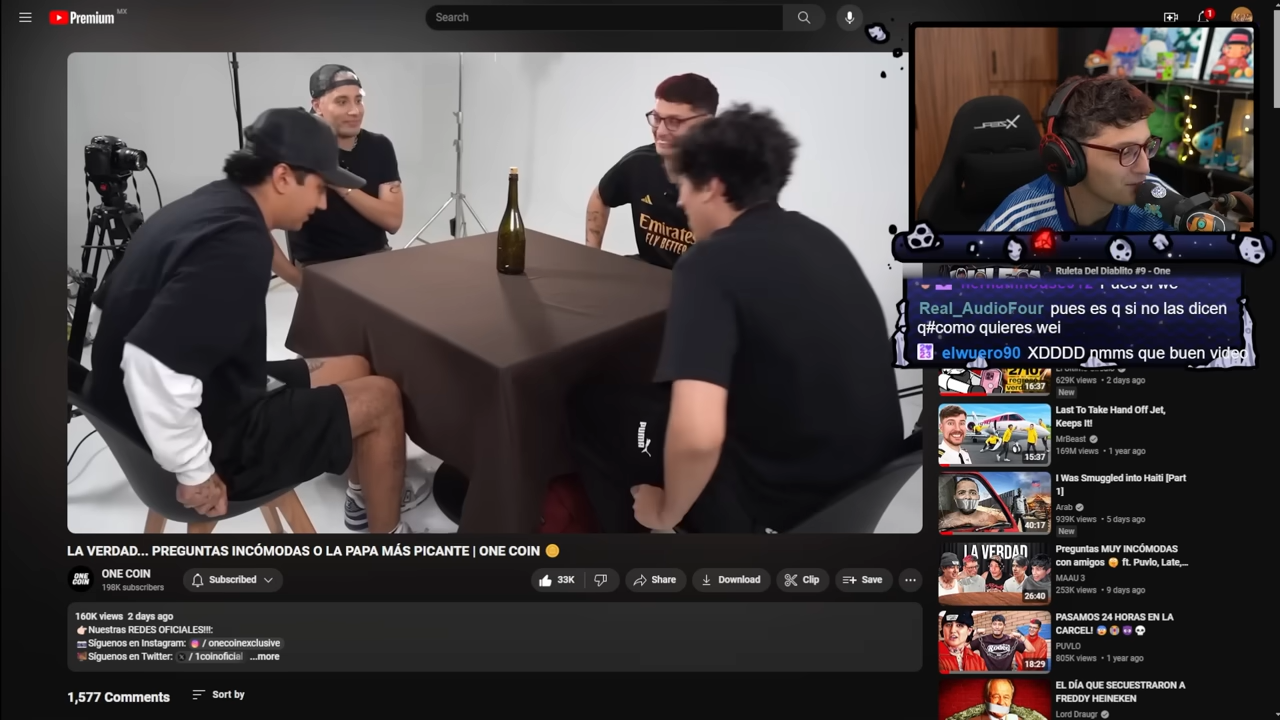 Premium MX
Search
1
Emirates
FLY BETTER
PUMA
Ruleta Del Diablito #9 - One
Pues si we
Real_AudioFour pues es q si no las dicen
q#como quieres wei
elwuero90 XDDDD nmms que buen video
629K views • 2 days ago
New
16:37
Last To Take Hand Off Jet,
Keeps It!
MrBeast
169M views • 1 year ago
15:37
I Was Smuggled into Haiti [Part
1]
Arab
939K views • 5 days ago
New
40:17
LA VERDAD
Preguntas MUY INCÓMODAS
con amigos 😳 ft. Puvlo, Late,...
MAAU 3
253K views • 9 days ago
26:40
PASAMOS 24 HORAS EN LA
CARCEL!
PUVLO
805K views • 1 year ago
18:29
EL DÍA QUE SECUESTRARON A
FREDDY HEINEKEN
Lord Draugr
LA VERDAD... PREGUNTAS INCÓMODAS O LA PAPA MÁS PICANTE | ONE COIN
ONE COIN
ONE COIN
198K subscribers
Subscribed
33K
Share
Download
Clip
Save
160K views 2 days ago
Nuestras REDES OFICIALES!!!:
Síguenos en Instagram: / onecoinexclusive
Síguenos en Twitter: / 1coinoficial ...more
1,577 Comments
Sort by